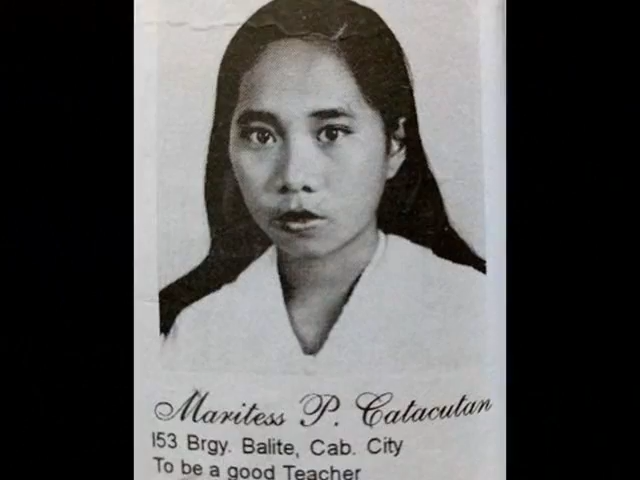 Maritess P. Catacutan
153 Brgy. Balite, Cab. City
To be a good Teacher